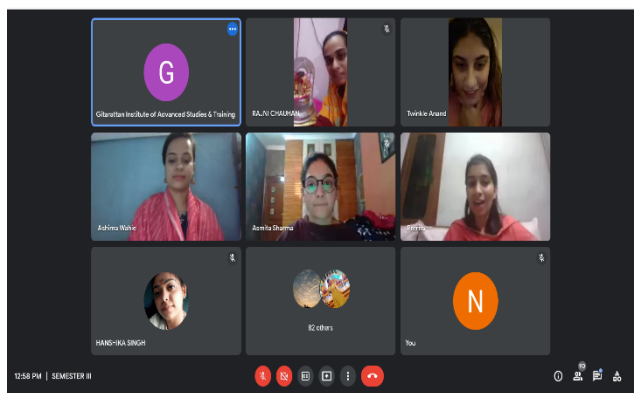 G
Gitarattan Institute of Advanced Studies & Training
RAJNI CHAUHAN
Twinkle Anand
Ashima Wahie
Asmita Sharma
Prerna
HANSHIKA SINGH
82 others
N
You
12:58 PM | SEMESTER III